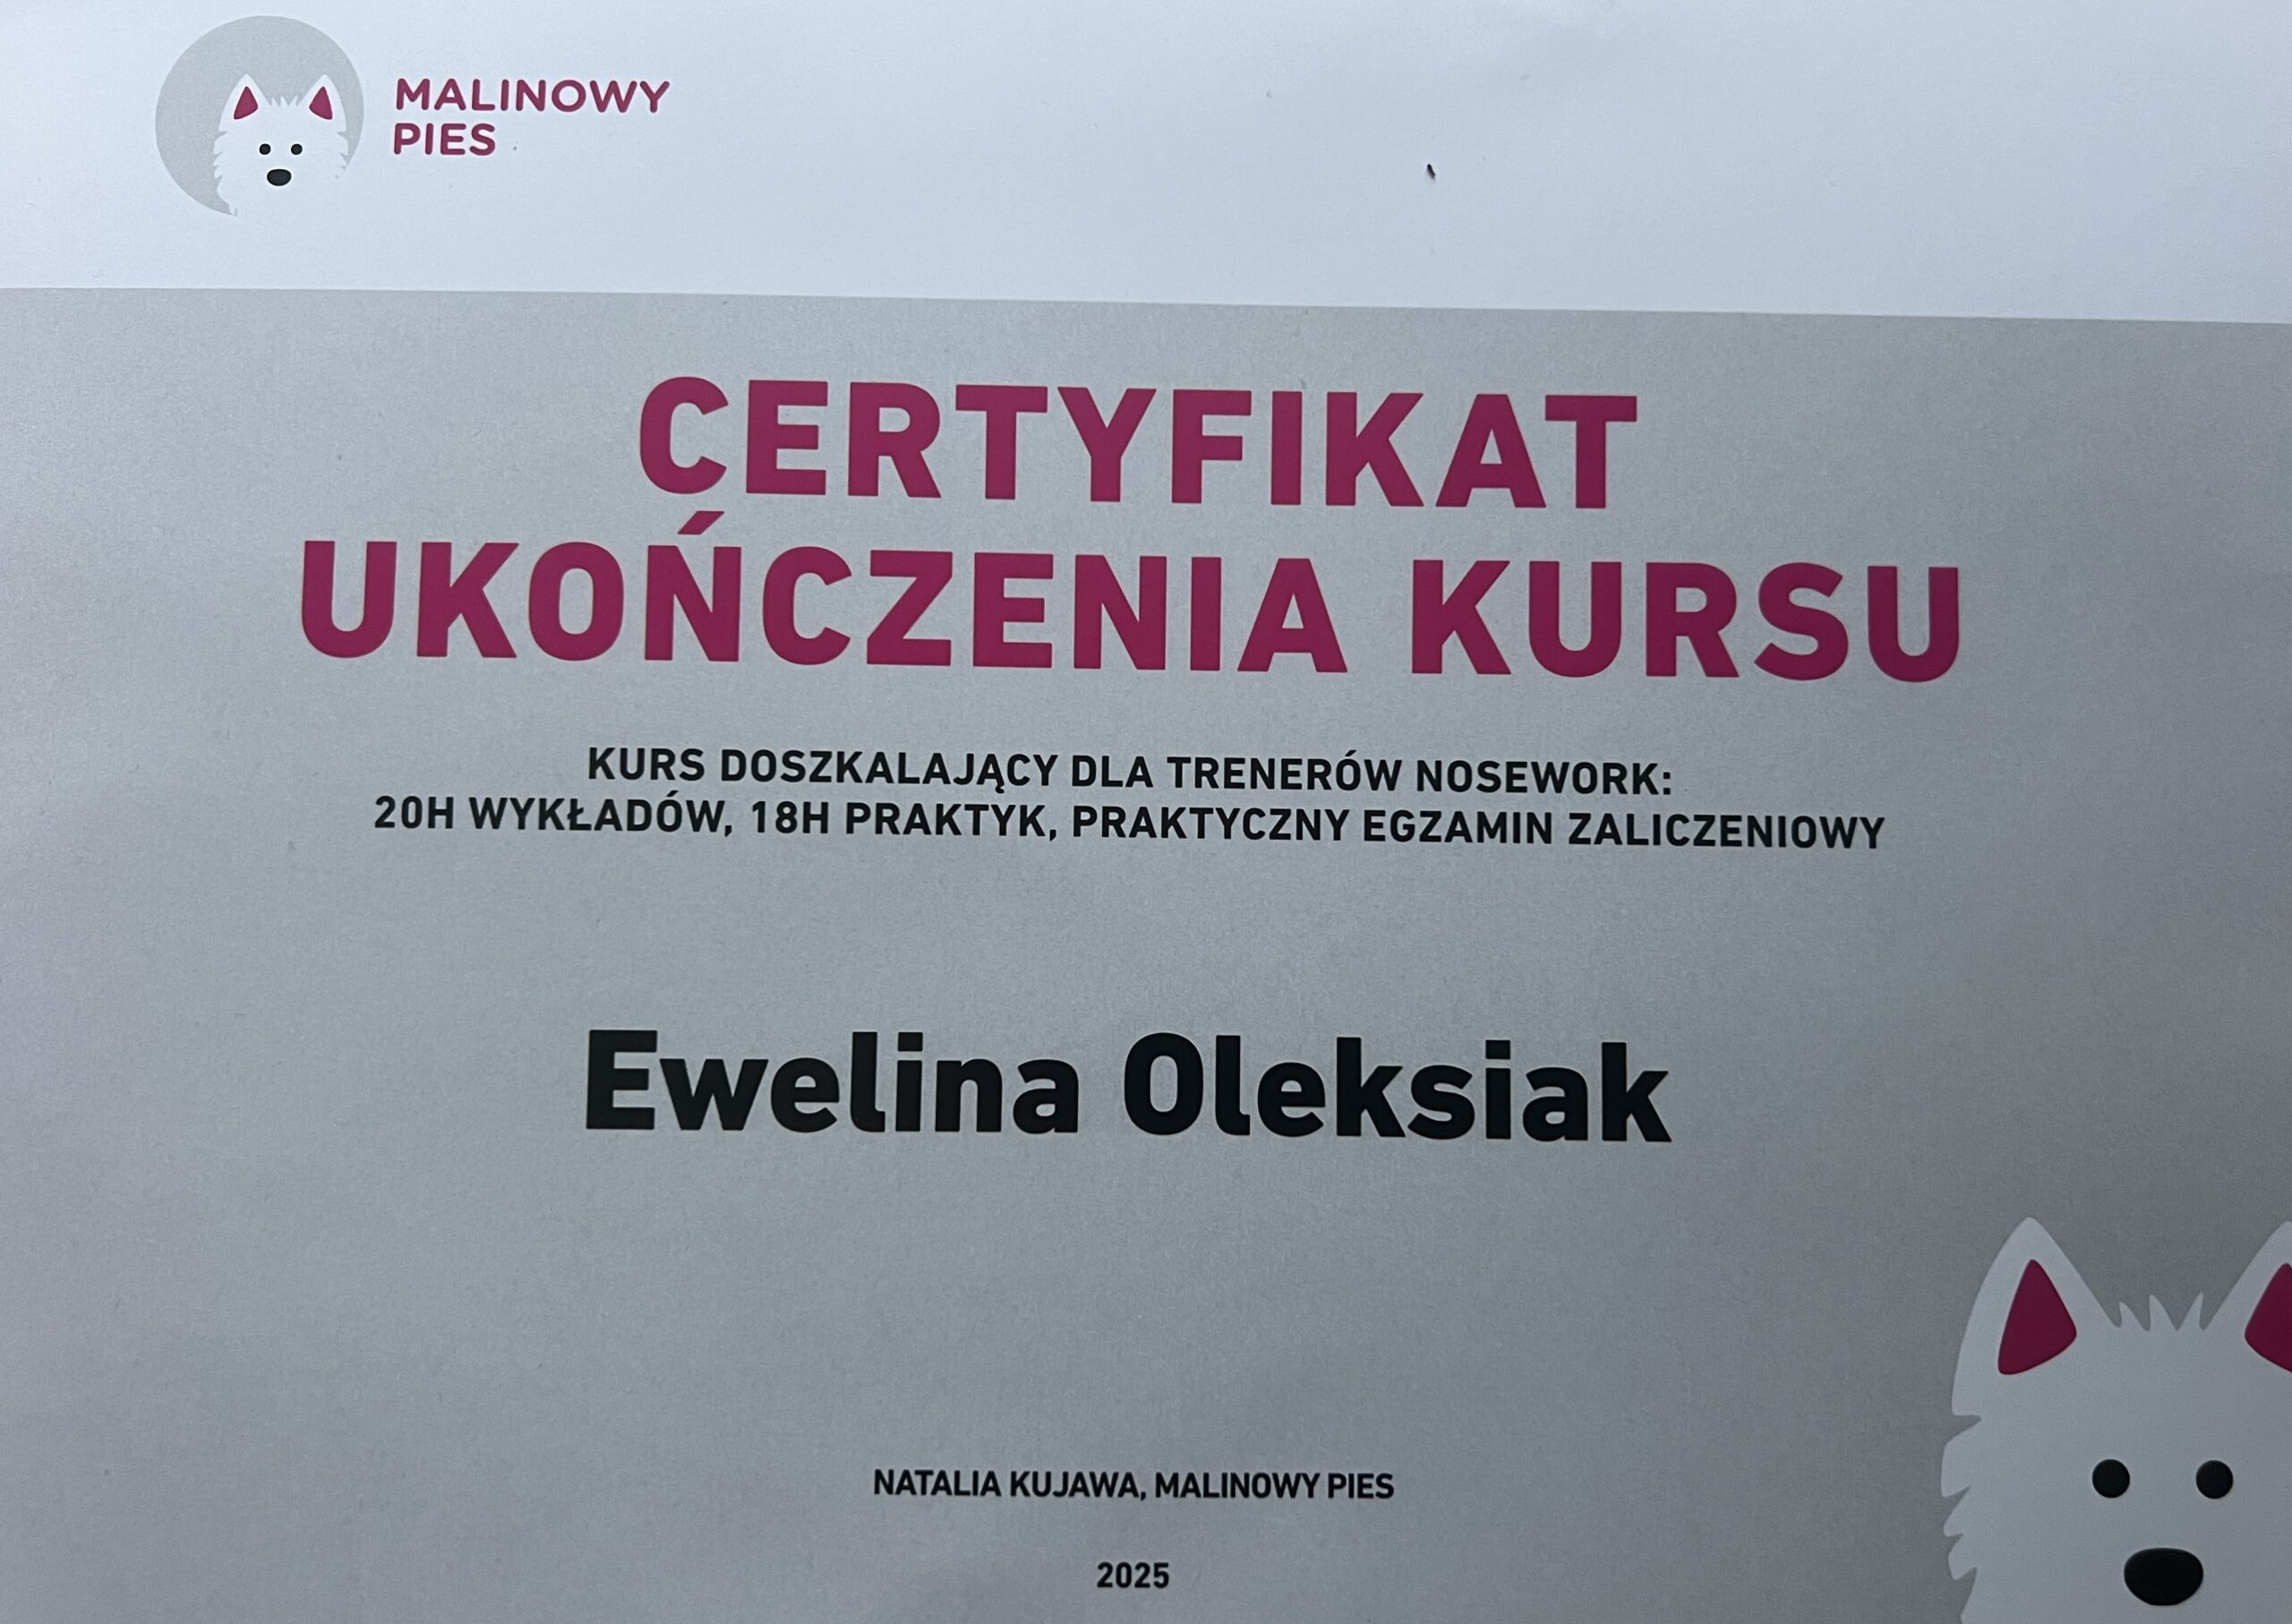 MALINOWY
PIES
CERTYFIKAT
UKOŃCZENIA KURSU
KURS DOSZKALAJĄCY DLA TRENERÓW NOSEWORK:
20H WYKŁADÓW, 18H PRAKTYK, PRAKTYCZNY EGZAMIN ZALICZENIOWY
Ewelina Oleksiak
NATALIA KUJAWA, MALINOWY PIES
2025